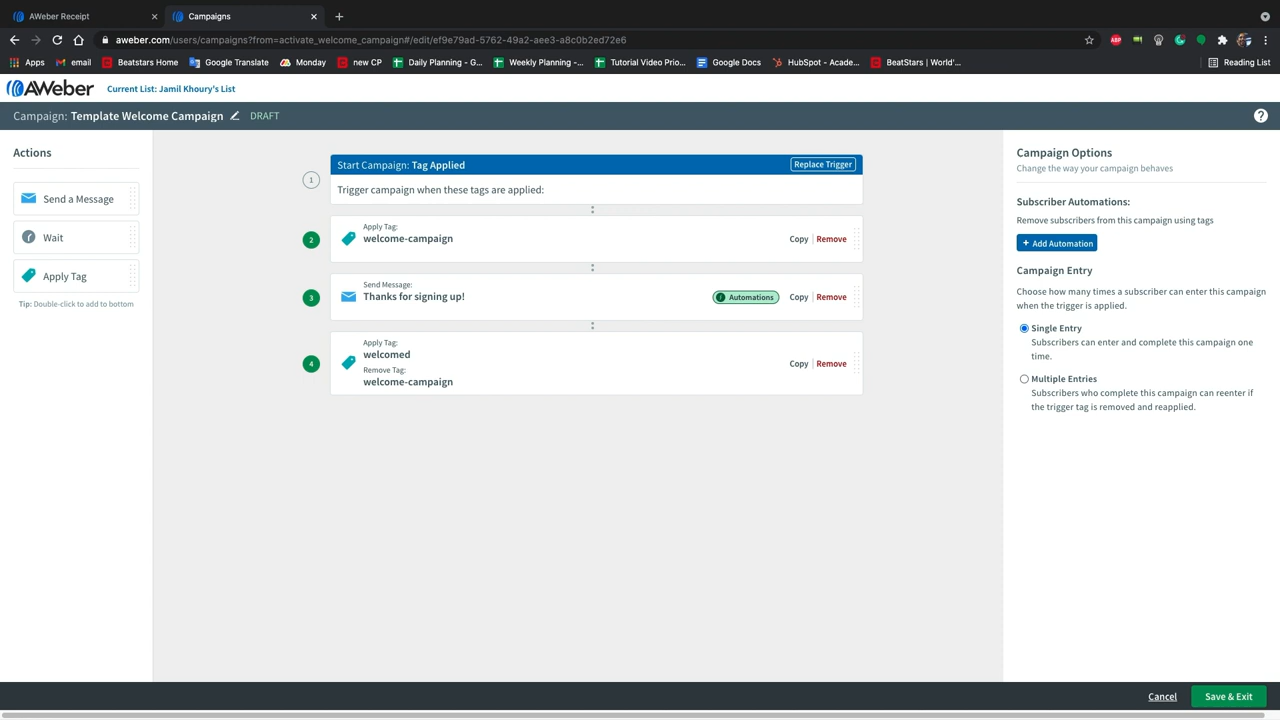 AWeber Receipt
Campaigns
aweber.com/users/campaigns?from=activate_welcome_campaign#/edit/ef9e79ad-5762-49a2-aee3-a8c0b2ed72e6
ABP
Apps
email
Beatstars Home
Google Translate
Monday
new CP
Daily Planning - G...
Weekly Planning -...
Tutorial Video Prio...
Google Docs
HubSpot - Acade...
BeatStars | World'...
Reading List
AWeber
Current List: Jamil Khoury's List
Campaign: Template Welcome Campaign
DRAFT
?
Actions
Send a Message
Wait
Apply Tag
Tip: Double-click to add to bottom
1
Start Campaign: Tag Applied
Replace Trigger
Trigger campaign when these tags are applied:
2
Apply Tag:
welcome-campaign
Copy | Remove
3
Send Message:
Thanks for signing up!
Automations
Copy | Remove
4
Apply Tag:
welcomed
Remove Tag:
welcome-campaign
Copy | Remove
Campaign Options
Change the way your campaign behaves
Subscriber Automations:
Remove subscribers from this campaign using tags
+ Add Automation
Campaign Entry
Choose how many times a subscriber can enter this campaign
when the trigger is applied.
Single Entry
Subscribers can enter and complete this campaign one
time.
Multiple Entries
Subscribers who complete this campaign can reenter if
the trigger tag is removed and reapplied.
Cancel
Save & Exit